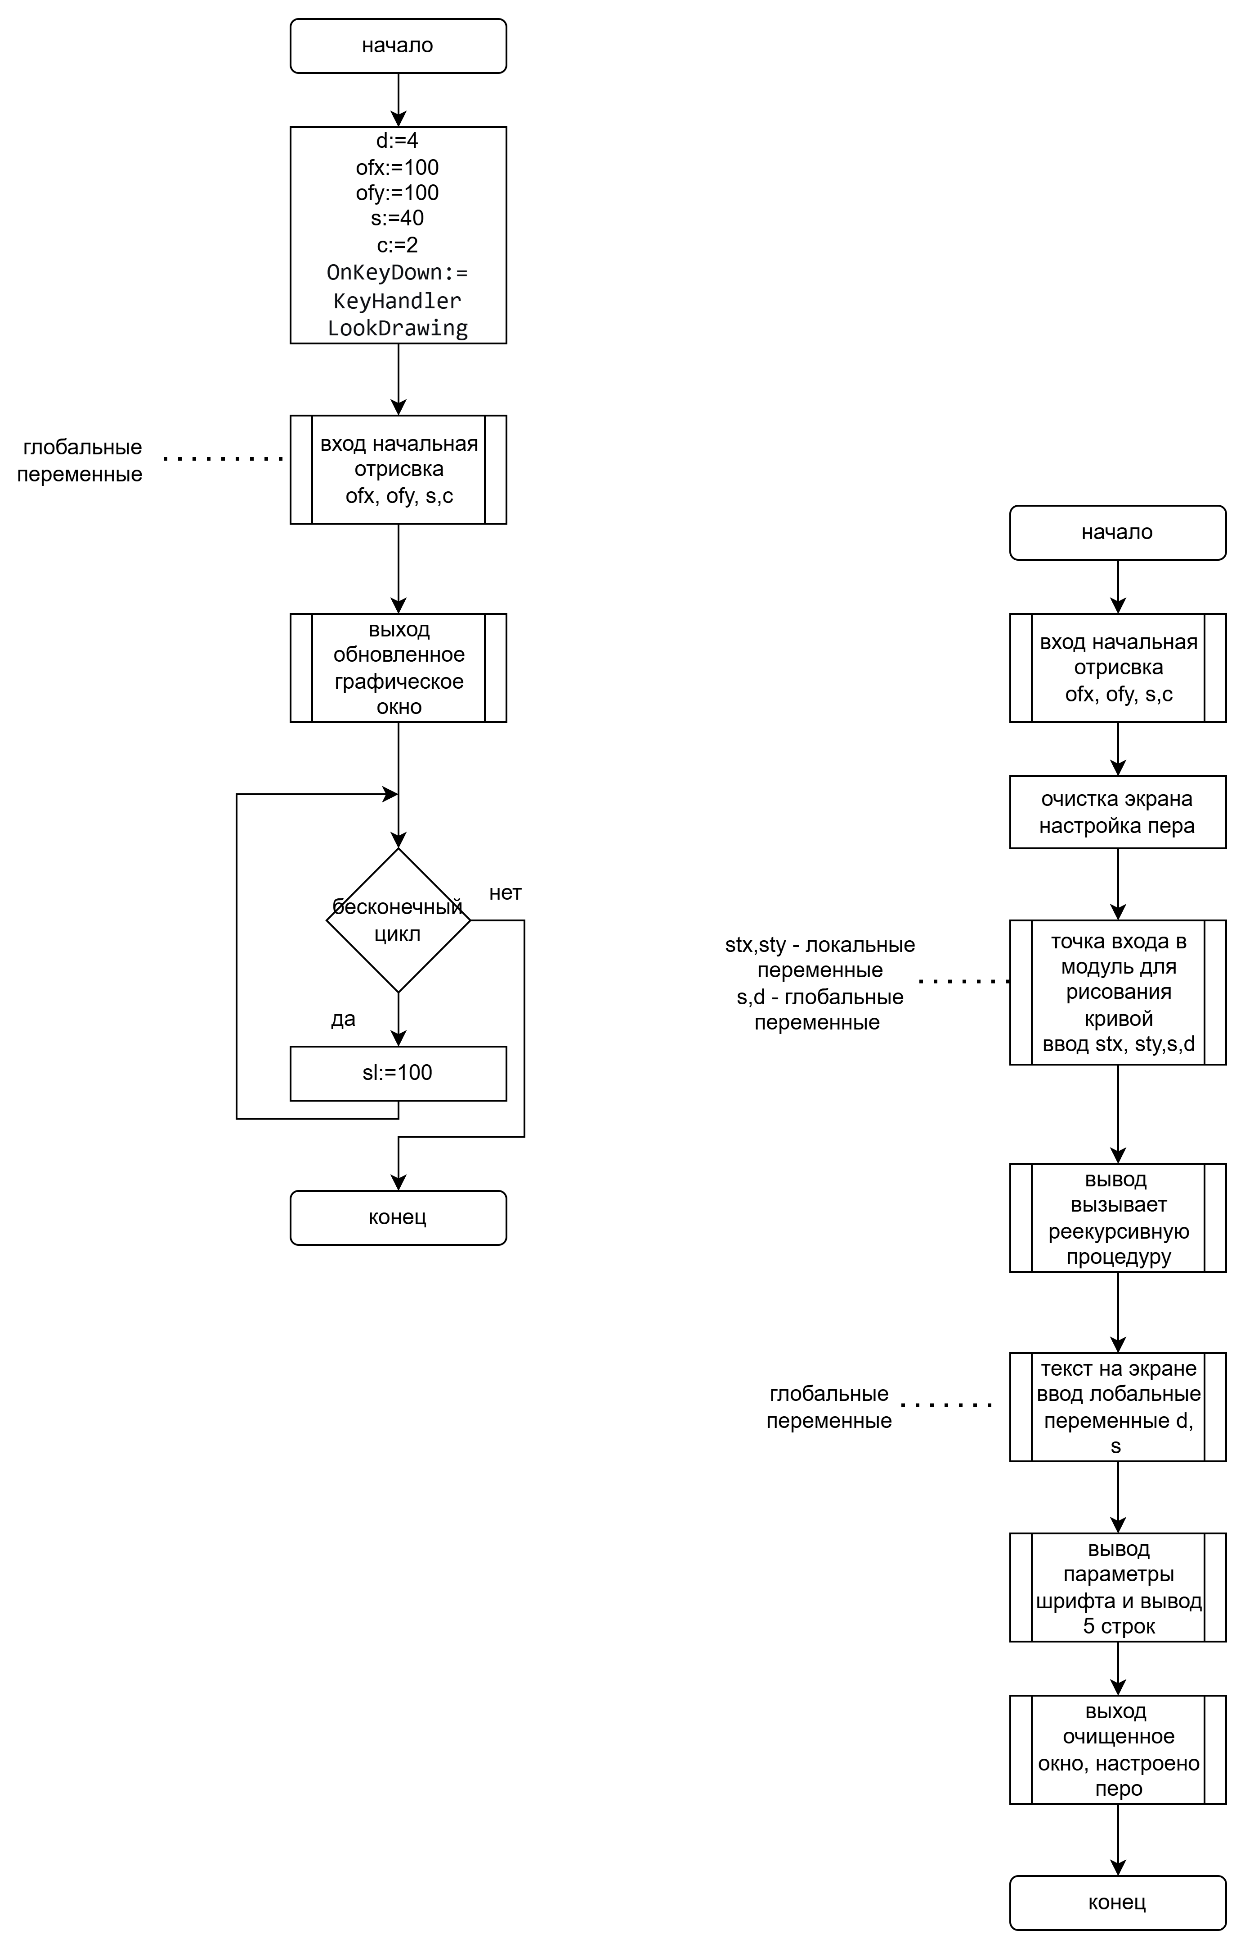 начало
d:=4
ofx:=100
ofy:=100
s:=40
c:=2
OnKeyDown:=
KeyHandler
LookDrawing
глобальные
переменные
вход начальная
отрисвка
ofx, ofy, s,c
выход
обновленное
графическое
окно
бесконечный
цикл
нет
да
sl:=100
конец
начало
вход начальная
отрисвка
ofx, ofy, s,c
очистка экрана
настройка пера
stx,sty - локальные
переменные
s,d - глобальные
переменные
точка входа в
модуль для
рисования
кривой
ввод stx, sty,s,d
вывод
вызывает
реекурсивную
процедуру
глобальные
переменные
текст на экране
ввод лобальные
переменные d,
s
вывод
параметры
шрифта и вывод
5 строк
выход
очищенное
окно, настроено
перо
конец